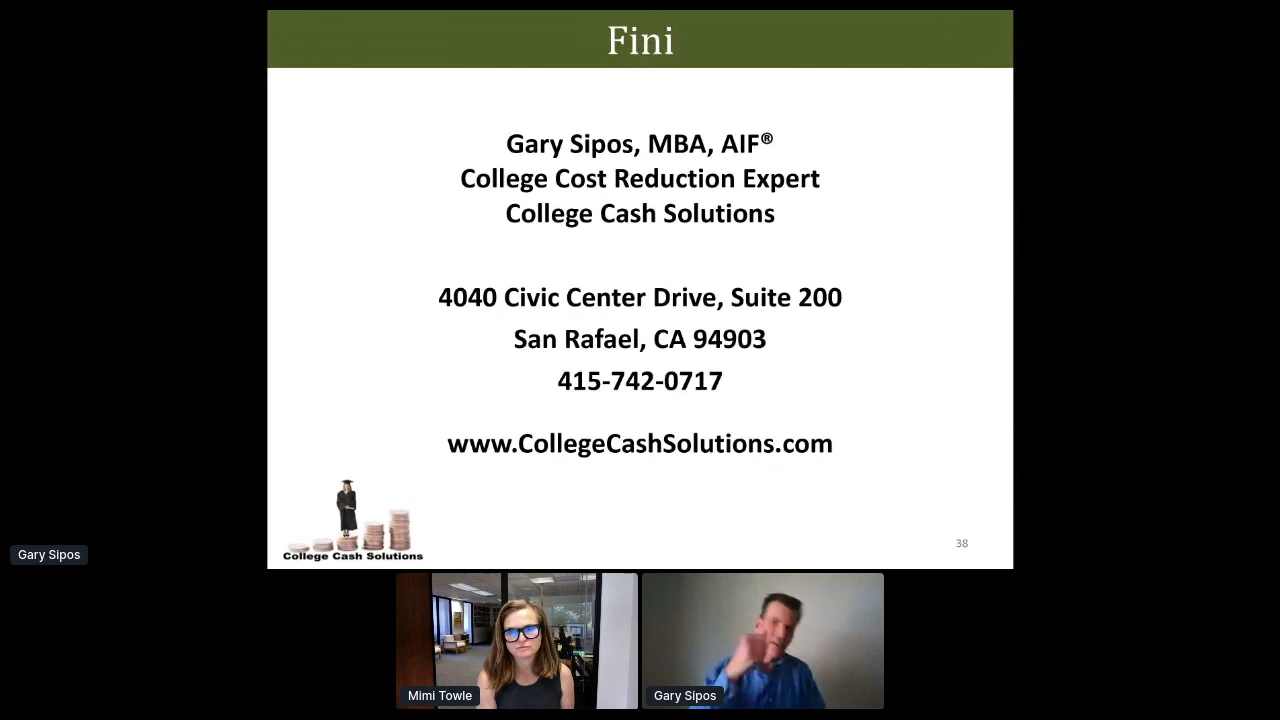 Fini
Gary Sipos, MBA, AIF®
College Cost Reduction Expert
College Cash Solutions
4040 Civic Center Drive, Suite 200
San Rafael, CA 94903
415-742-0717
www.CollegeCashSolutions.com
College Cash Solutions
38
Gary Sipos
Mimi Towle
Gary Sipos